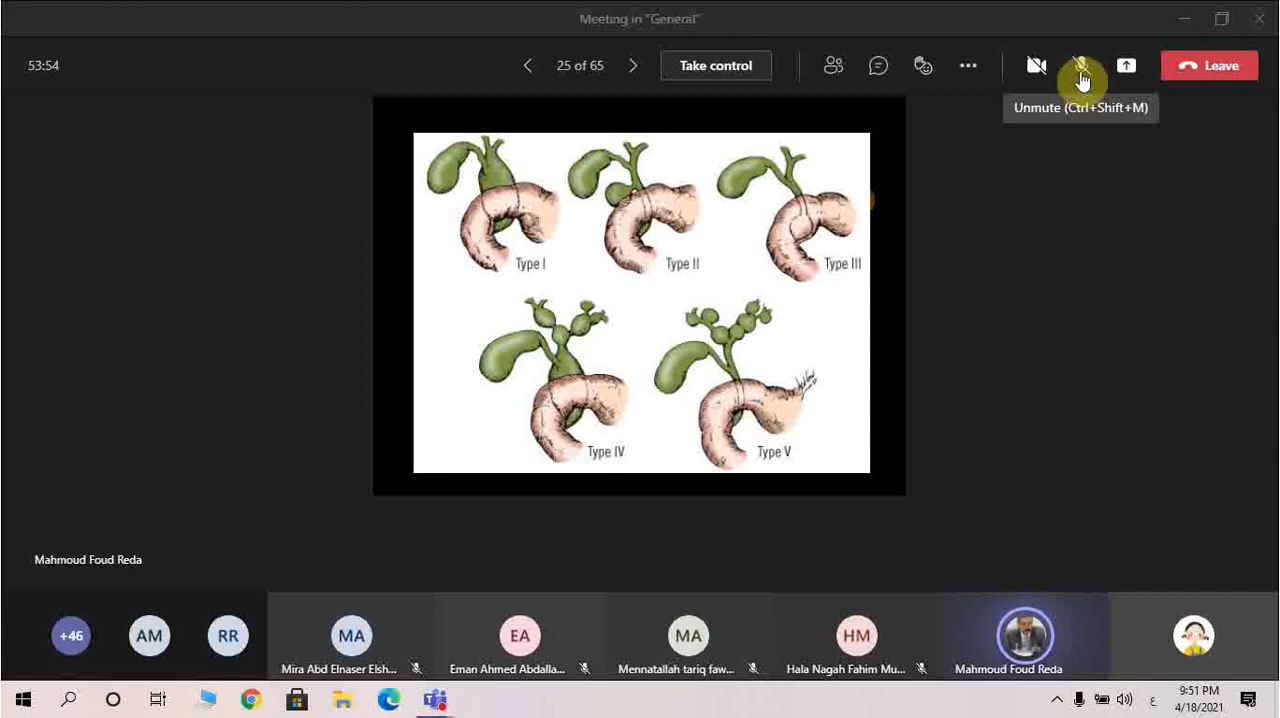 Meeting in "General"
53:54
25 of 65
Take control
Leave
Unmute (Ctrl+Shift+M)
Type I
Type II
Type III
Type IV
Type V
Mahmoud Foud Reda
+46
AM
RR
MA
EA
MA
HM
Mira Abd Elnaser Elsh...
Eman Ahmed Abdalla...
Mennatallah tariq faw...
Hala Nagah Fahim Mu...
Mahmoud Foud Reda
ع
9:51 PM
4/18/2021